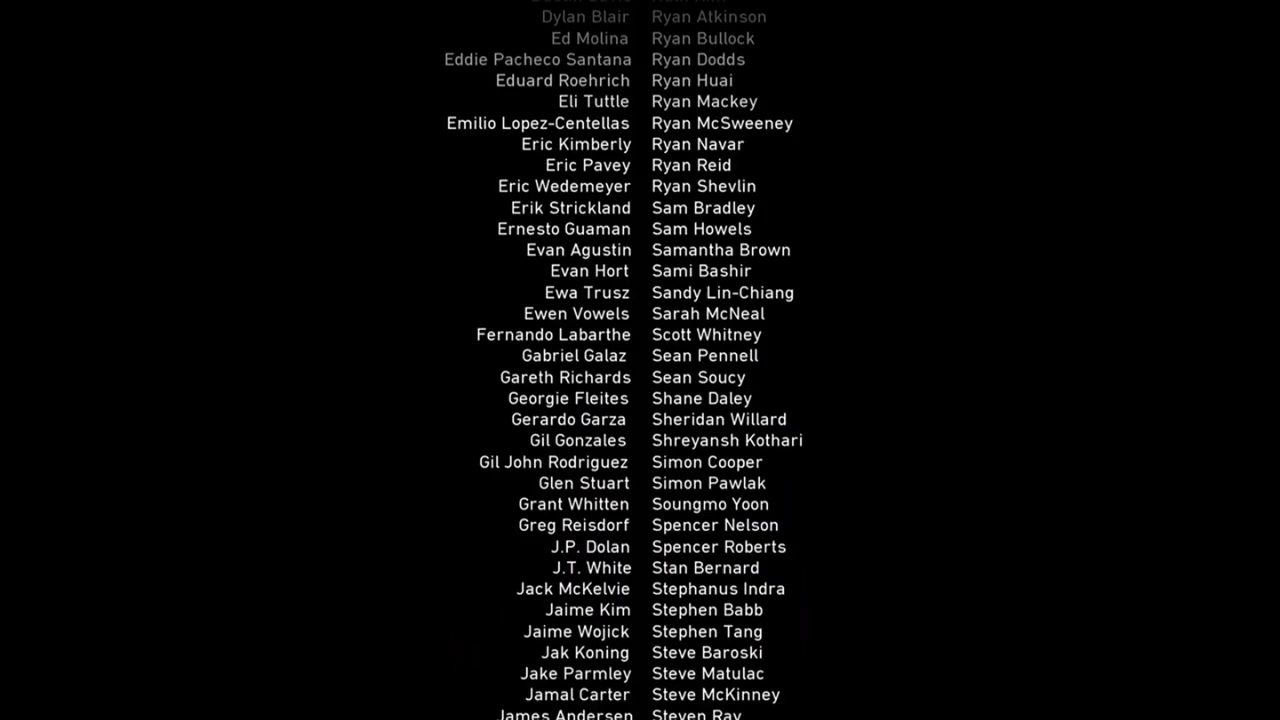 Dylan Blair Ryan Atkinson
Ed Molina Ryan Bullock
Eddie Pacheco Santana Ryan Dodds
Eduard Roehrich Ryan Huai
Eli Tuttle Ryan Mackey
Emilio Lopez-Centellas Ryan McSweeney
Eric Kimberly Ryan Navar
Eric Pavey Ryan Reid
Eric Wedemeyer Ryan Shevlin
Erik Strickland Sam Bradley
Ernesto Guaman Sam Howels
Evan Agustin Samantha Brown
Evan Hort Sami Bashir
Ewa Trusz Sandy Lin-Chiang
Ewen Vowels Sarah McNeal
Fernando Labarthe Scott Whitney
Gabriel Galaz Sean Pennell
Gareth Richards Sean Soucy
Georgie Fleites Shane Daley
Gerardo Garza Sheridan Willard
Gil Gonzales Shreyansh Kothari
Gil John Rodriguez Simon Cooper
Glen Stuart Simon Pawlak
Grant Whitten Soungmo Yoon
Greg Reisdorf Spencer Nelson
J.P. Dolan Spencer Roberts
J.T. White Stan Bernard
Jack McKelvie Stephanus Indra
Jaime Kim Stephen Babb
Jaime Wojick Stephen Tang
Jak Koning Steve Baroski
Jake Parmley Steve Matulac
Jamal Carter Steve McKinney
James Andersen Steven Ray